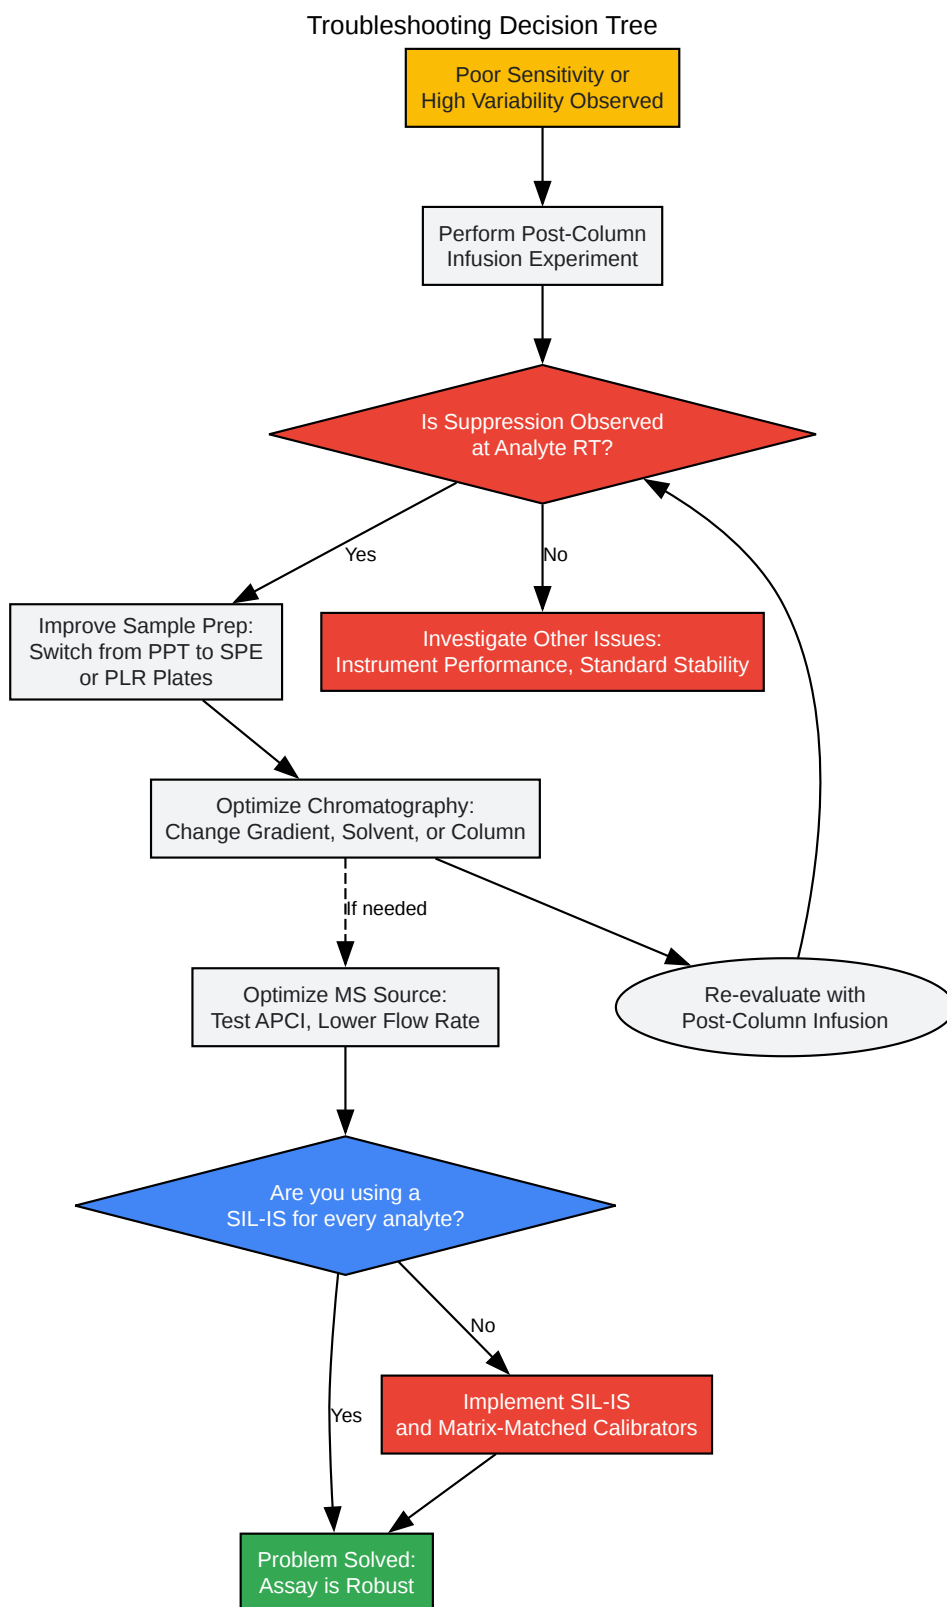 Troubleshooting Decision Tree
Poor Sensitivity or
High Variability Observed
Perform Post-Column
Infusion Experiment
Is Suppression Observed
at Analyte RT?
Yes
No
Improve Sample Prep:
Switch from PPT to SPE
or PLR Plates
Investigate Other Issues:
Instrument Performance, Standard Stability
Optimize Chromatography:
Change Gradient, Solvent, or Column
If needed
Optimize MS Source:
Test APCI, Lower Flow Rate
Re-evaluate with
Post-Column Infusion
Are you using a
SIL-IS for every analyte?
No
Yes
Implement SIL-IS
and Matrix-Matched Calibrators
Problem Solved:
Assay is Robust